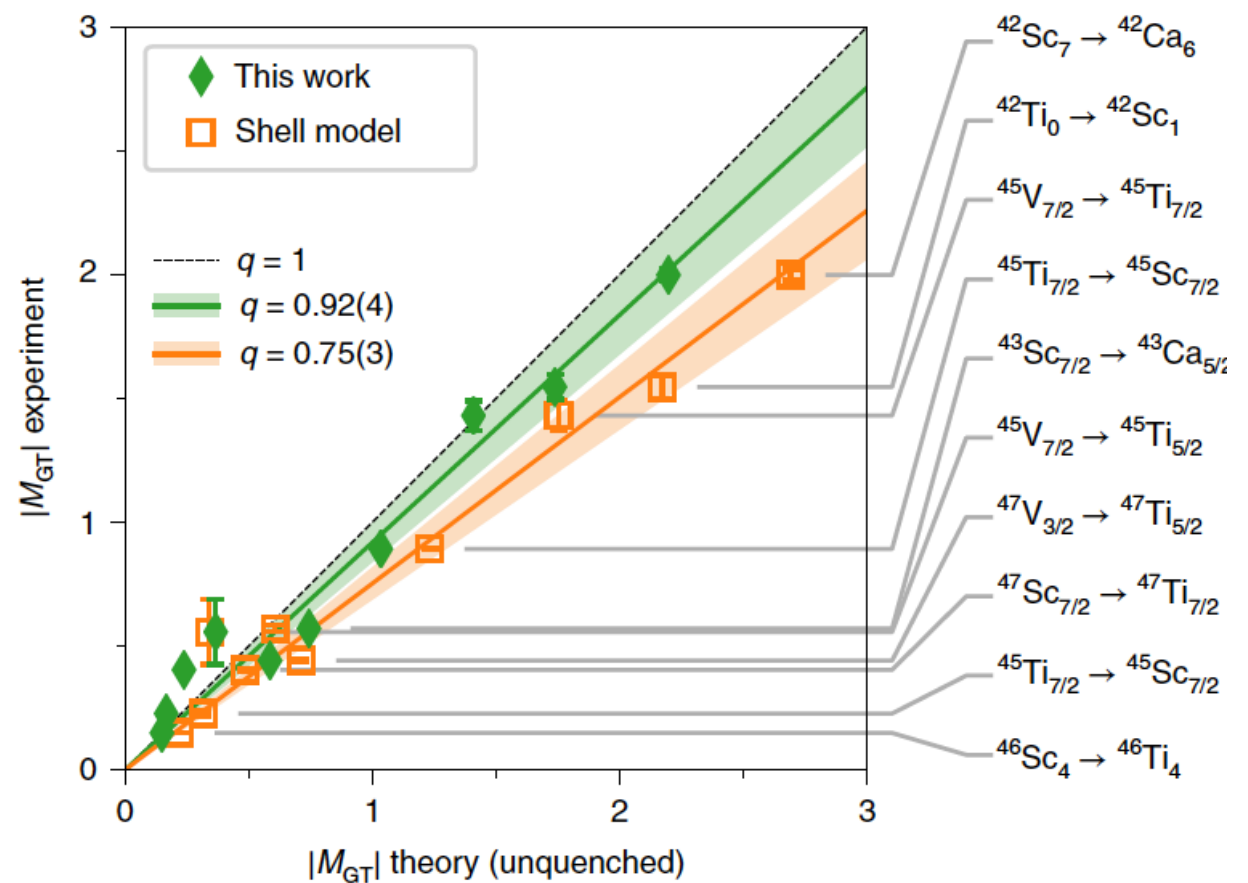 3
This work
Shell model
q = 1
q = 0.92(4)
q = 0.75(3)
2
1
0
0
1
2
3
|M_GT| experiment
|M_GT| theory (unquenched)
⁴²Sc₇ → ⁴²Ca₆
⁴²Ti₀ → ⁴²Sc₁
⁴⁵V₇/₂ → ⁴⁵Ti₇/₂
⁴⁵Ti₇/₂ → ⁴⁵Sc₇/₂
⁴³Sc₇/₂ → ⁴³Ca₅/₂
⁴⁵V₇/₂ → ⁴⁵Ti₅/₂
⁴⁷V₃/₂ → ⁴⁷Ti₅/₂
⁴⁷Sc₇/₂ → ⁴⁷Ti₇/₂
⁴⁵Ti₇/₂ → ⁴⁵Sc₇/₂
⁴⁶Sc₄ → ⁴⁶Ti₄